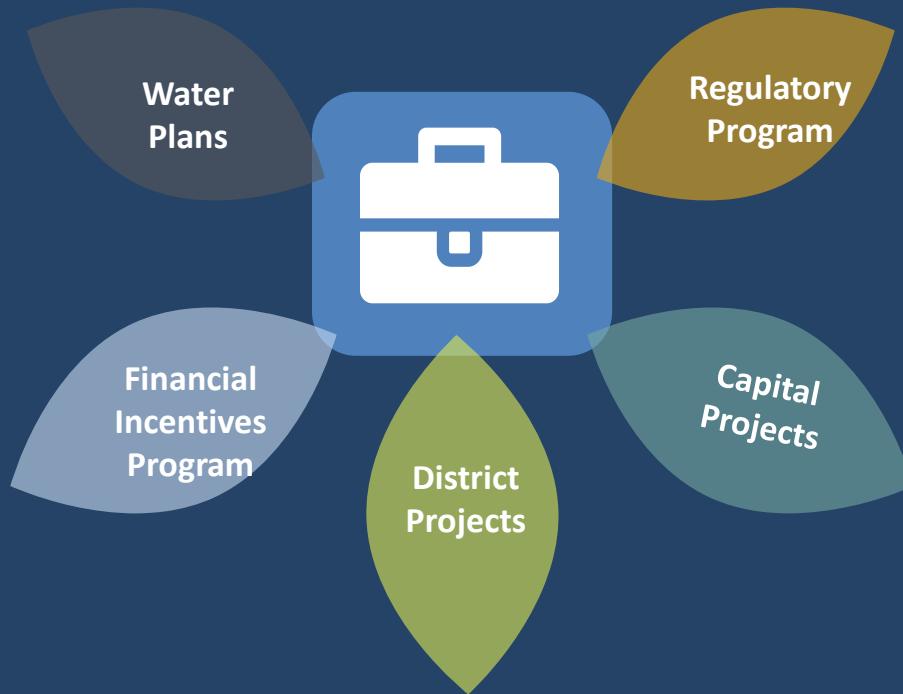 Water
Plans
Regulatory
Program
Financial
Incentives
Program
Capital
Projects
District
Projects